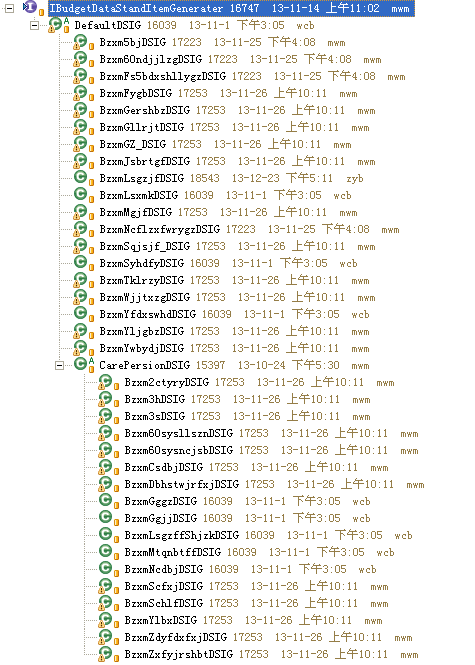 IBudgetDataStandItemGenerater 16747 13-11-14 上午11:02 mwm
DefaultDSIG 16039 13-11-1 下午3:05 wcb
Bzxm5bjDSIG 17223 13-11-25 下午4:08 mwm
Bzxm60ndjjlzgDSIG 17223 13-11-25 下午4:08 mwm
BzxmFs5bdxshllygzDSIG 17223 13-11-25 下午4:08 mwm
BzxmFygbDSIG 17253 13-11-26 上午10:11 mwm
BzxmGershbzDSIG 17253 13-11-26 上午10:11 mwm
BzxmGllrjtDSIG 17253 13-11-26 上午10:11 mwm
BzxmGZ_DSIG 17253 13-11-26 上午10:11 mwm
BzxmJsbrtgfDSIG 17253 13-11-26 上午10:11 mwm
BzxmLsgzjfDSIG 18543 13-12-23 下午5:11 zyb
BzxmLsxmkDSIG 16039 13-11-1 下午3:05 wcb
BzxmMgjfDSIG 17253 13-11-26 上午10:11 mwm
BzxmNcflzxfwrygzDSIG 17223 13-11-25 下午4:08 mwm
BzxmSqjsjf_DSIG 17253 13-11-26 上午10:11 mwm
BzxmSyhdfyDSIG 16039 13-11-1 下午3:05 wcb
BzxmTklrzyDSIG 17253 13-11-26 上午10:11 mwm
BzxmWjjtxzgDSIG 17253 13-11-26 上午10:11 mwm
BzxmYfdxswhdDSIG 16039 13-11-1 下午3:05 wcb
BzxmYljgbzDSIG 17253 13-11-26 上午10:11 mwm
BzxmYwbydjDSIG 17253 13-11-26 上午10:11 mwm
CarePersionDSIG 15397 13-10-24 下午5:30 mwm
Bzxm2ctyryDSIG 17253 13-11-26 上午10:11 mwm
Bzxm3hDSIG 17253 13-11-26 上午10:11 mwm
Bzxm3sDSIG 17253 13-11-26 上午10:11 mwm
Bzxm60sysllsznDSIG 17253 13-11-26 上午10:11 mwm
Bzxm60sysncjsbDSIG 17253 13-11-26 上午10:11 mwm
BzxmCsdbjDSIG 17253 13-11-26 上午10:11 mwm
BzxmDbhstwjrfxjDSIG 17253 13-11-26 上午10:11 mwm
BzxmGggzDSIG 16039 13-11-1 下午3:05 wcb
BzxmGgjjDSIG 16039 13-11-1 下午3:05 wcb
BzxmLsgzffShjzkDSIG 16039 13-11-1 下午3:05 wcb
BzxmMtqnbtffDSIG 16039 13-11-1 下午3:05 wcb
BzxmNcdbjDSIG 16039 13-11-1 下午3:05 wcb
BzxmScfxjDSIG 17253 13-11-26 上午10:11 mwm
BzxmSchlfDSIG 17253 13-11-26 上午10:11 mwm
BzxmYlbxDSIG 17253 13-11-26 上午10:11 mwm
BzxmZdyfdxfxjDSIG 17253 13-11-26 上午10:11 mwm
BzxmZxfyjrshbtDSIG 17253 13-11-26 上午10:11 mwm